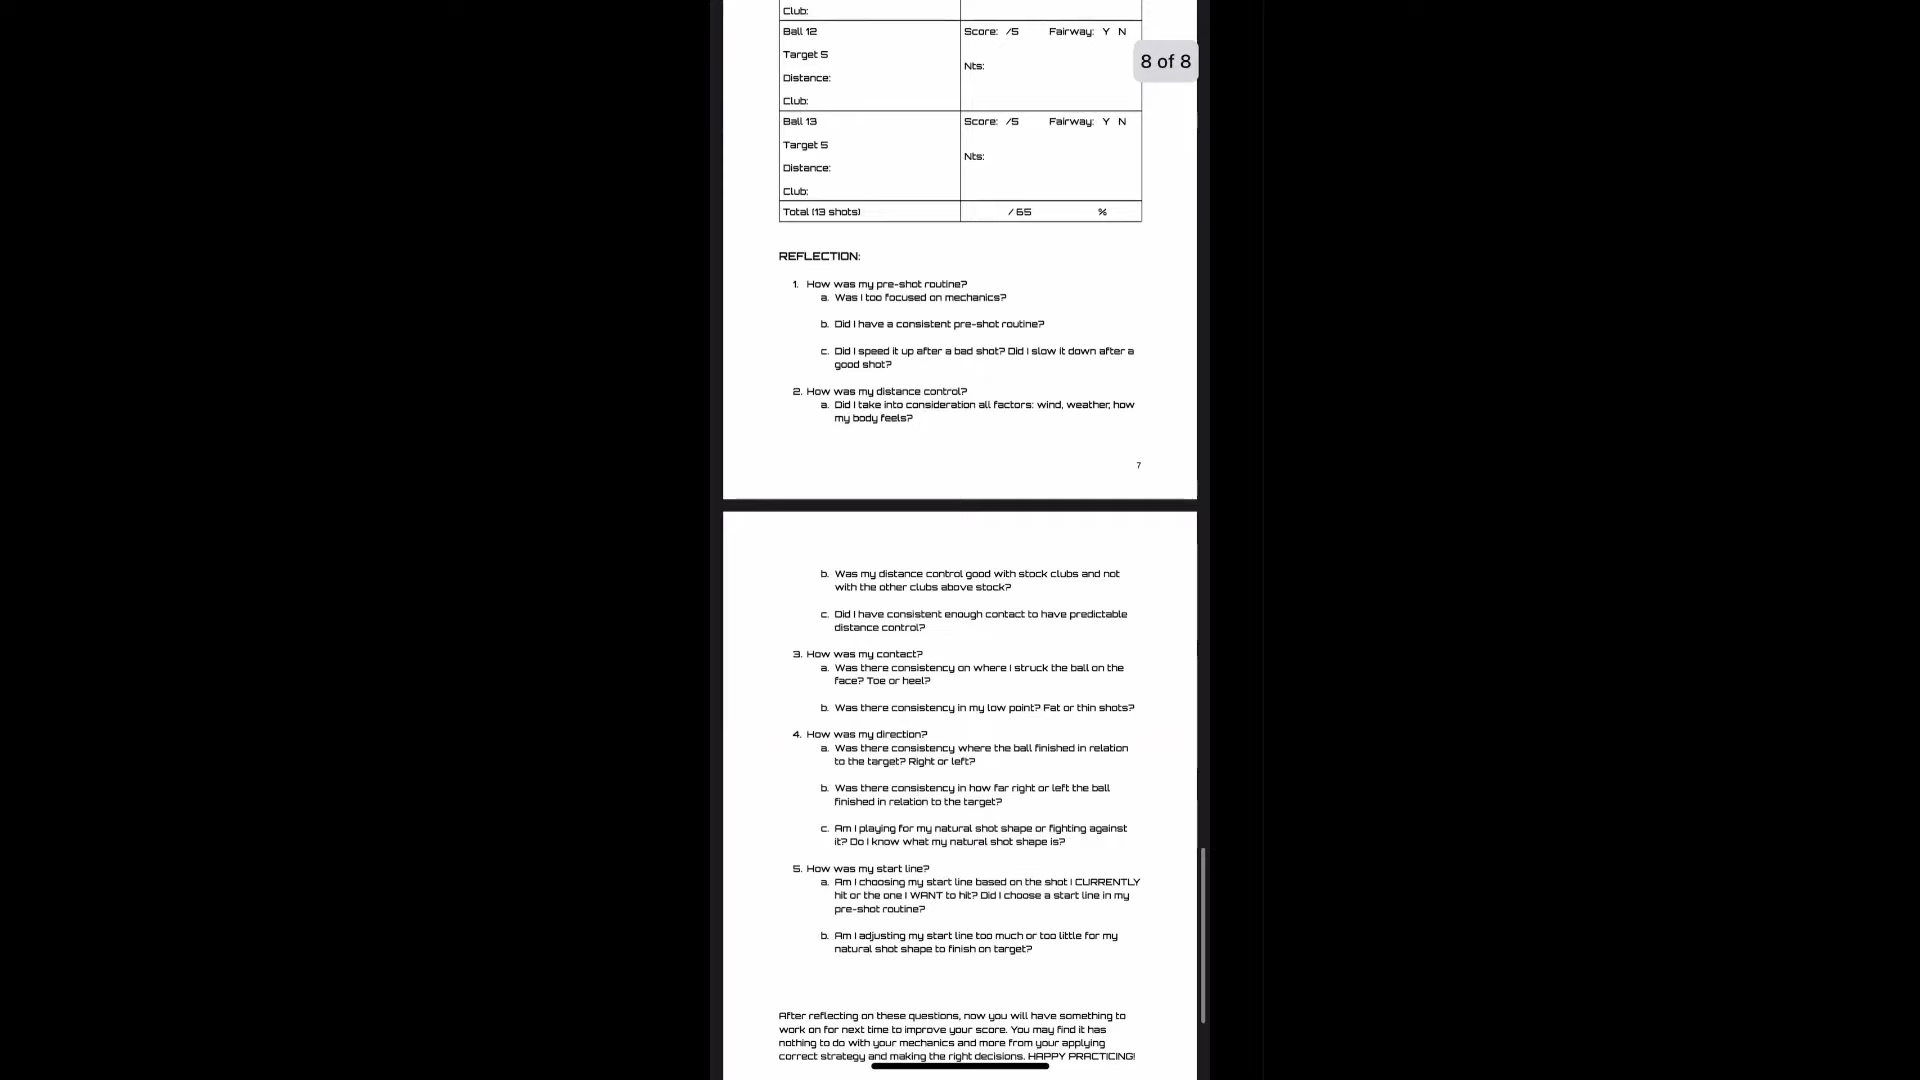 Club:
Ball 12
Score: /5 Fairway: Y N
8 of 8
Target 5
Nts:
Distance:
Club:
Ball 13
Score: /5 Fairway: Y N
Target 5
Nts:
Distance:
Club:
Total (13 shots) / 65 %
REFLECTION:
1. How was my pre-shot routine?
a. Was I too focused on mechanics?
b. Did I have a consistent pre-shot routine?
c. Did I speed it up after a bad shot? Did I slow it down after a
good shot?
2. How was my distance control?
a. Did I take into consideration all factors: wind, weather, how
my body feels?
7
b. Was my distance control good with stock clubs and not
with the other clubs above stock?
c. Did I have consistent enough contact to have predictable
distance control?
3. How was my contact?
a. Was there consistency on where I struck the ball on the
face? Toe or heel?
b. Was there consistency in my low point? Fat or thin shots?
4. How was my direction?
a. Was there consistency where the ball finished in relation
to the target? Right or left?
b. Was there consistency in how far right or left the ball
finished in relation to the target?
c. Am I playing for my natural shot shape or fighting against
it? Do I know what my natural shot shape is?
5. How was my start line?
a. Am I choosing my start line based on the shot I CURRENTLY
hit or the one I WANT to hit? Did I choose a start line in my
pre-shot routine?
b. Am I adjusting my start line too much or too little for my
natural shot shape to finish on target?
After reflecting on these questions, now you will have something to
work on for next time to improve your score. You may find it has
nothing to do with your mechanics and more from your applying
correct strategy and making the right decisions. HAPPY PRACTICING!